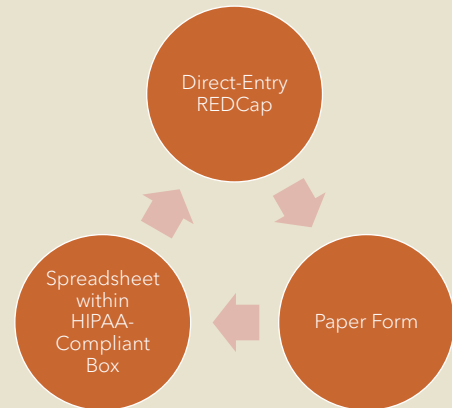 Direct-Entry
REDCap
Paper Form
Spreadsheet
within
HIPAA-
Compliant
Box